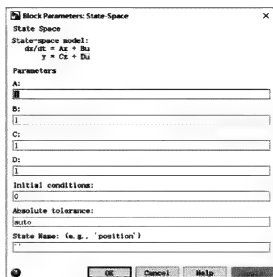 Block Parameters: State-Space
State Space
State-space model:
dx/dt = Ax + Bu
y = Cx + Du
Parameters
A:
B:
1
C:
1
D:
1
Initial conditions:
0
Absolute tolerance:
auto
State Name: (e.g., 'position')
''
OK Cancel Help